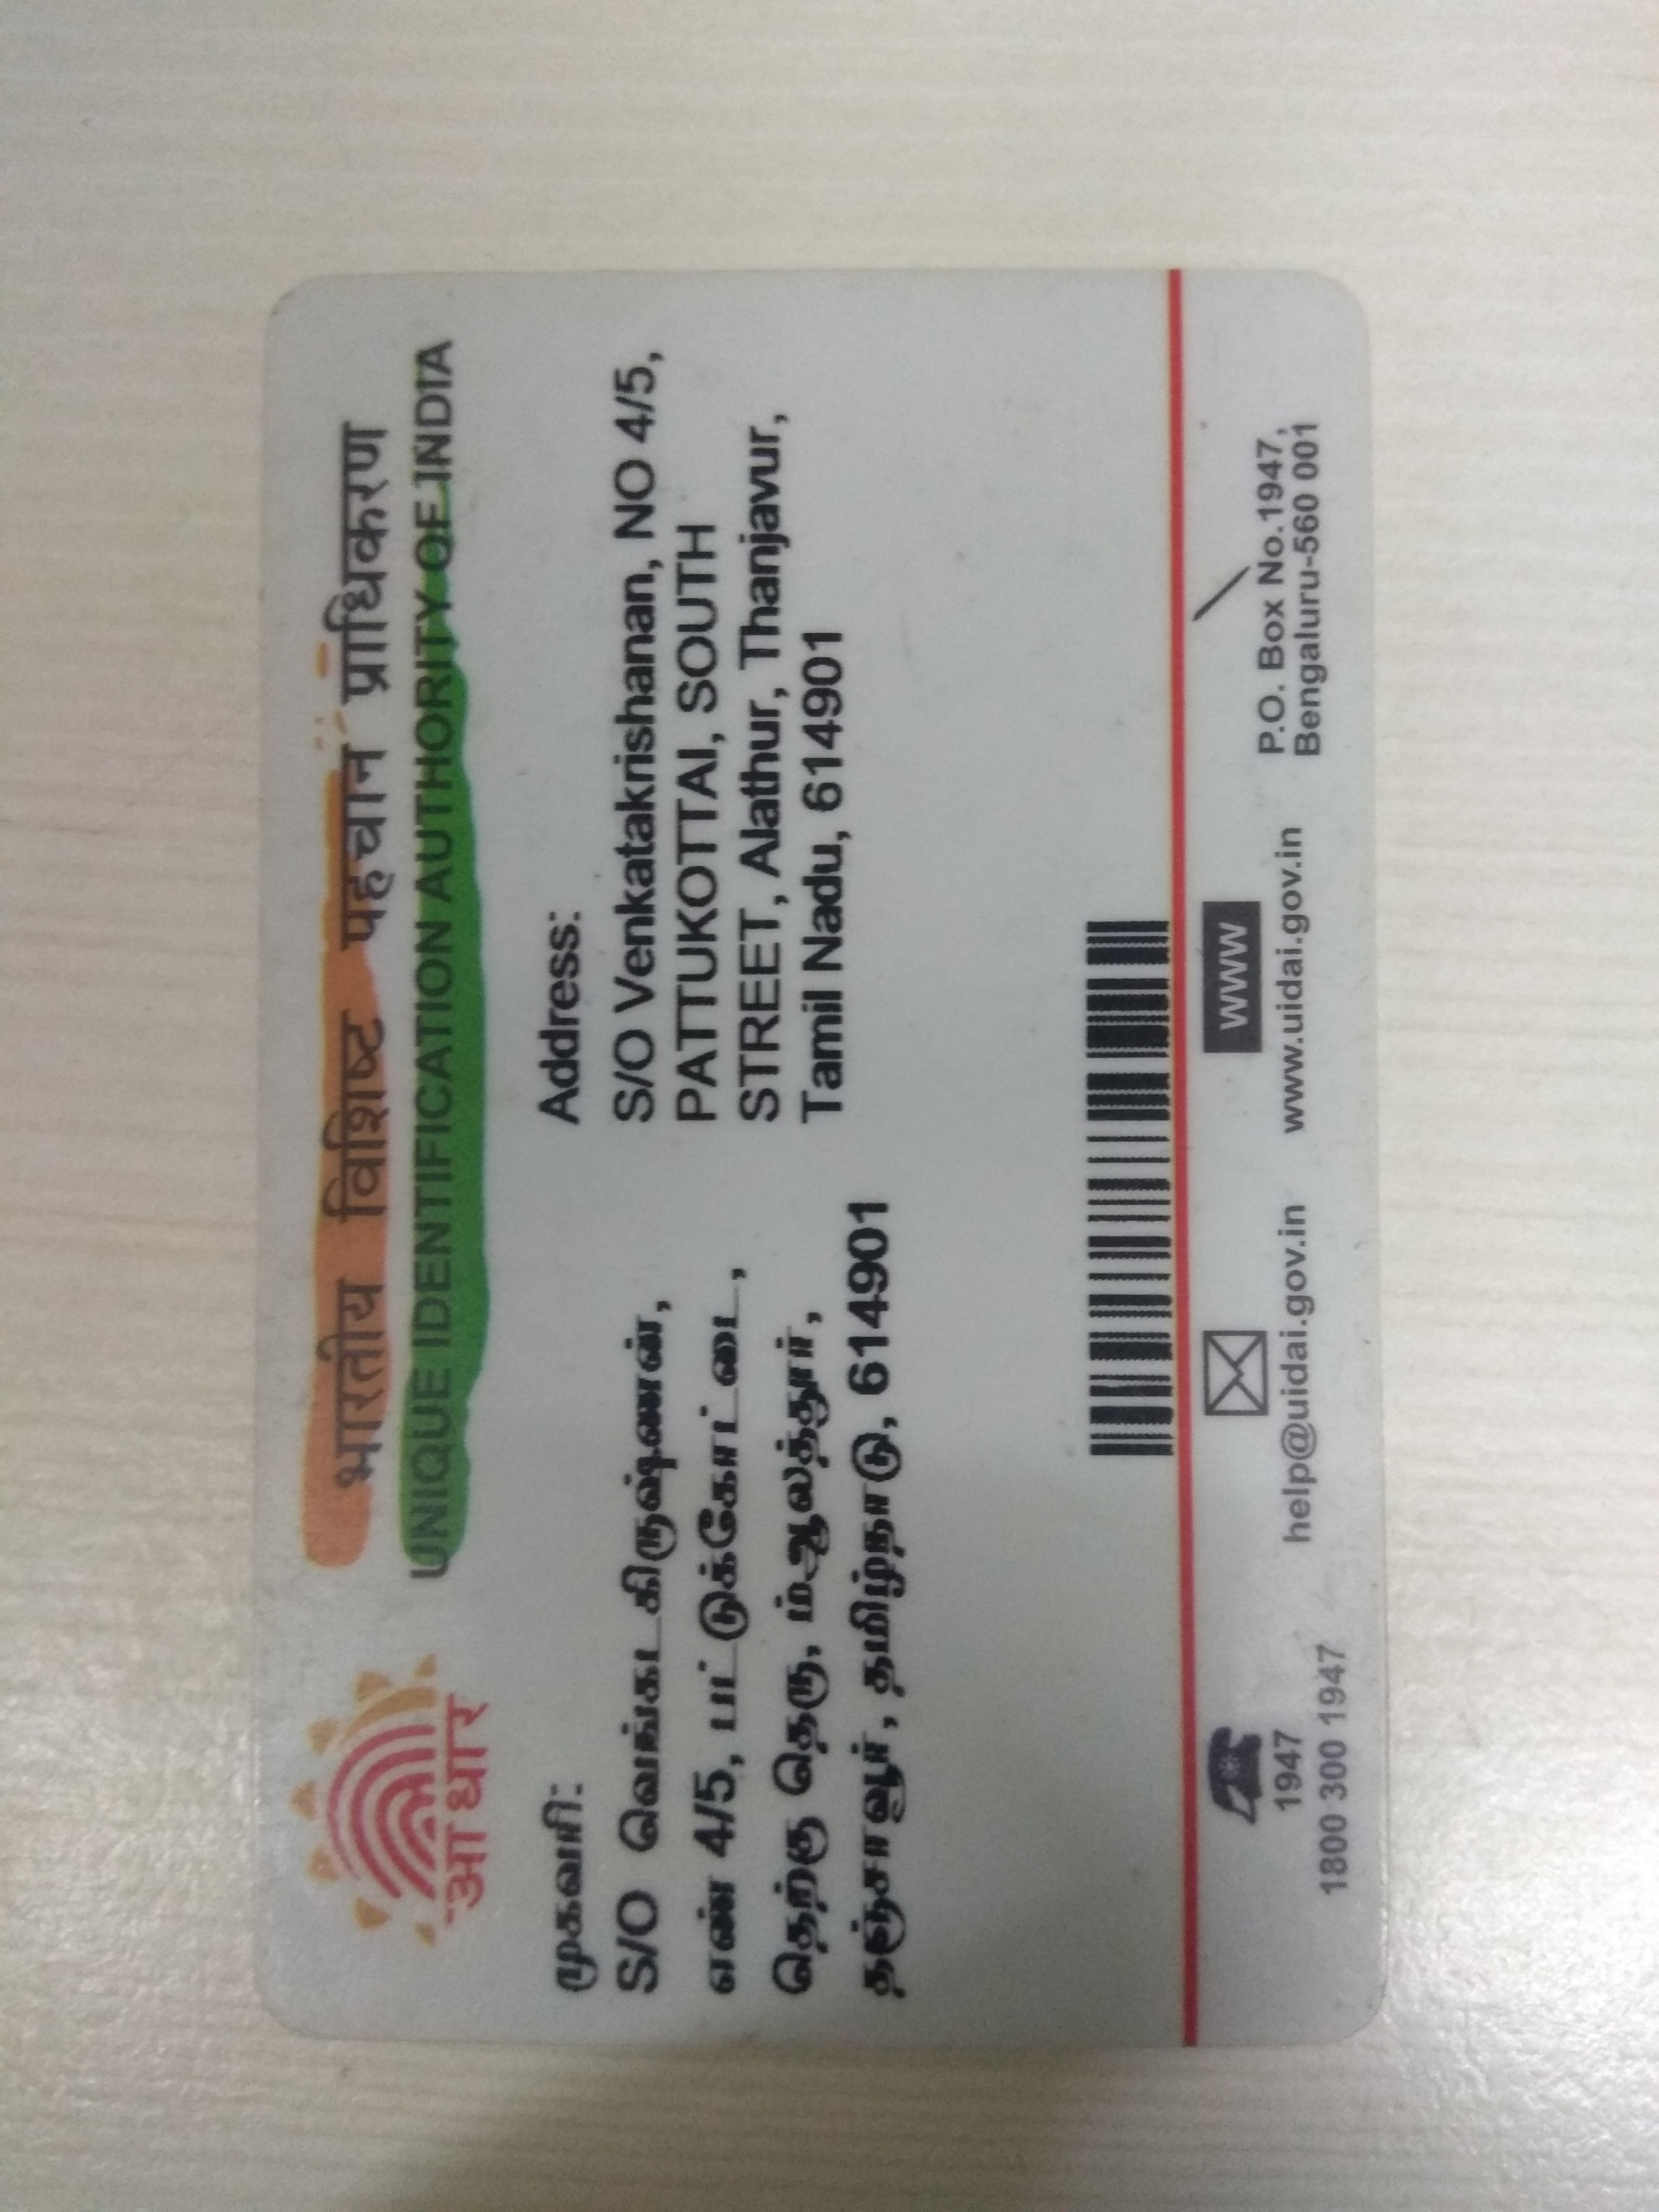 आधार
भारतीय विशिष्ट पहचान प्राधिकरण
UNIQUE IDENTIFICATION AUTHORITY OF INDIA
முகவரி:
S/O வெங்கடகிருஷ்ணன்,
எண் 4/5, பட்டுக்கோட்டை,
தெற்கு தெரு, ம்ஆலத்தூர்,
தஞ்சாவூர், தமிழ்நாடு, 614901
Address:
S/O Venkatakrishanan, NO 4/5,
PATTUKOTTAI, SOUTH
STREET, Alathur, Thanjavur,
Tamil Nadu, 614901
1947
1800 300 1947
help@uidai.gov.in
WWW
www.uidai.gov.in
P.O. Box No.1947,
Bengaluru-560 001